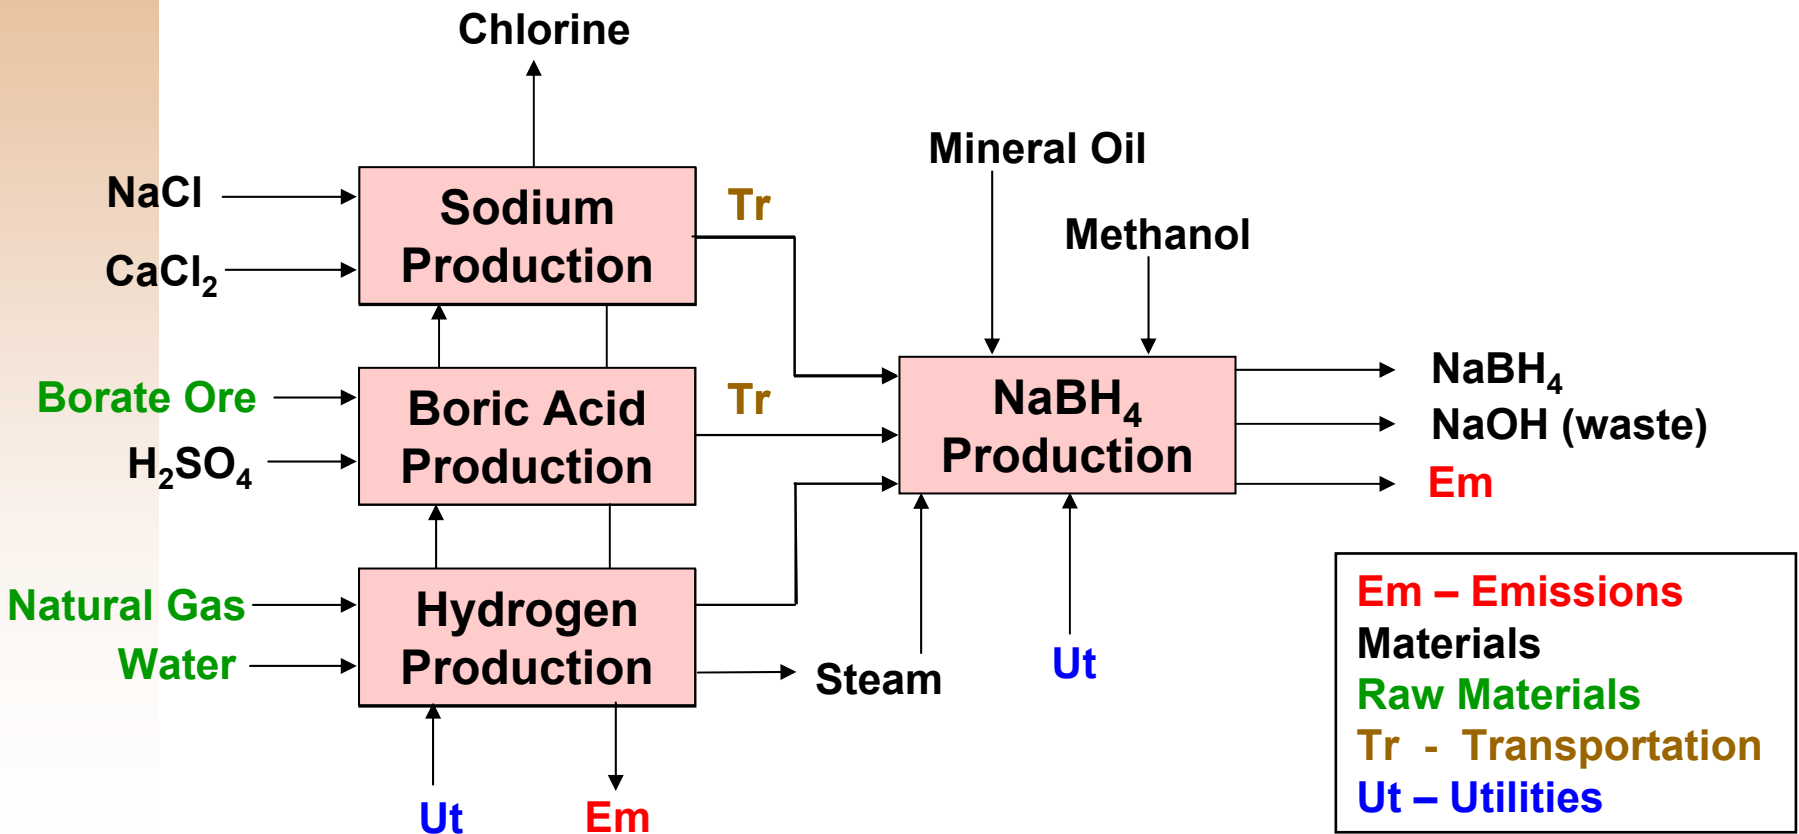 Chlorine
Mineral Oil
NaCl
Sodium
Production
Tr
Methanol
CaCl₂
Borate Ore
H₂SO₄
Boric Acid
Production
Tr
NaBH₄
Production
NaBH₄
NaOH (waste)
Em
Natural Gas
Water
Hydrogen
Production
Steam
Ut
Ut
Em
Em – Emissions
Materials
Raw Materials
Tr - Transportation
Ut – Utilities